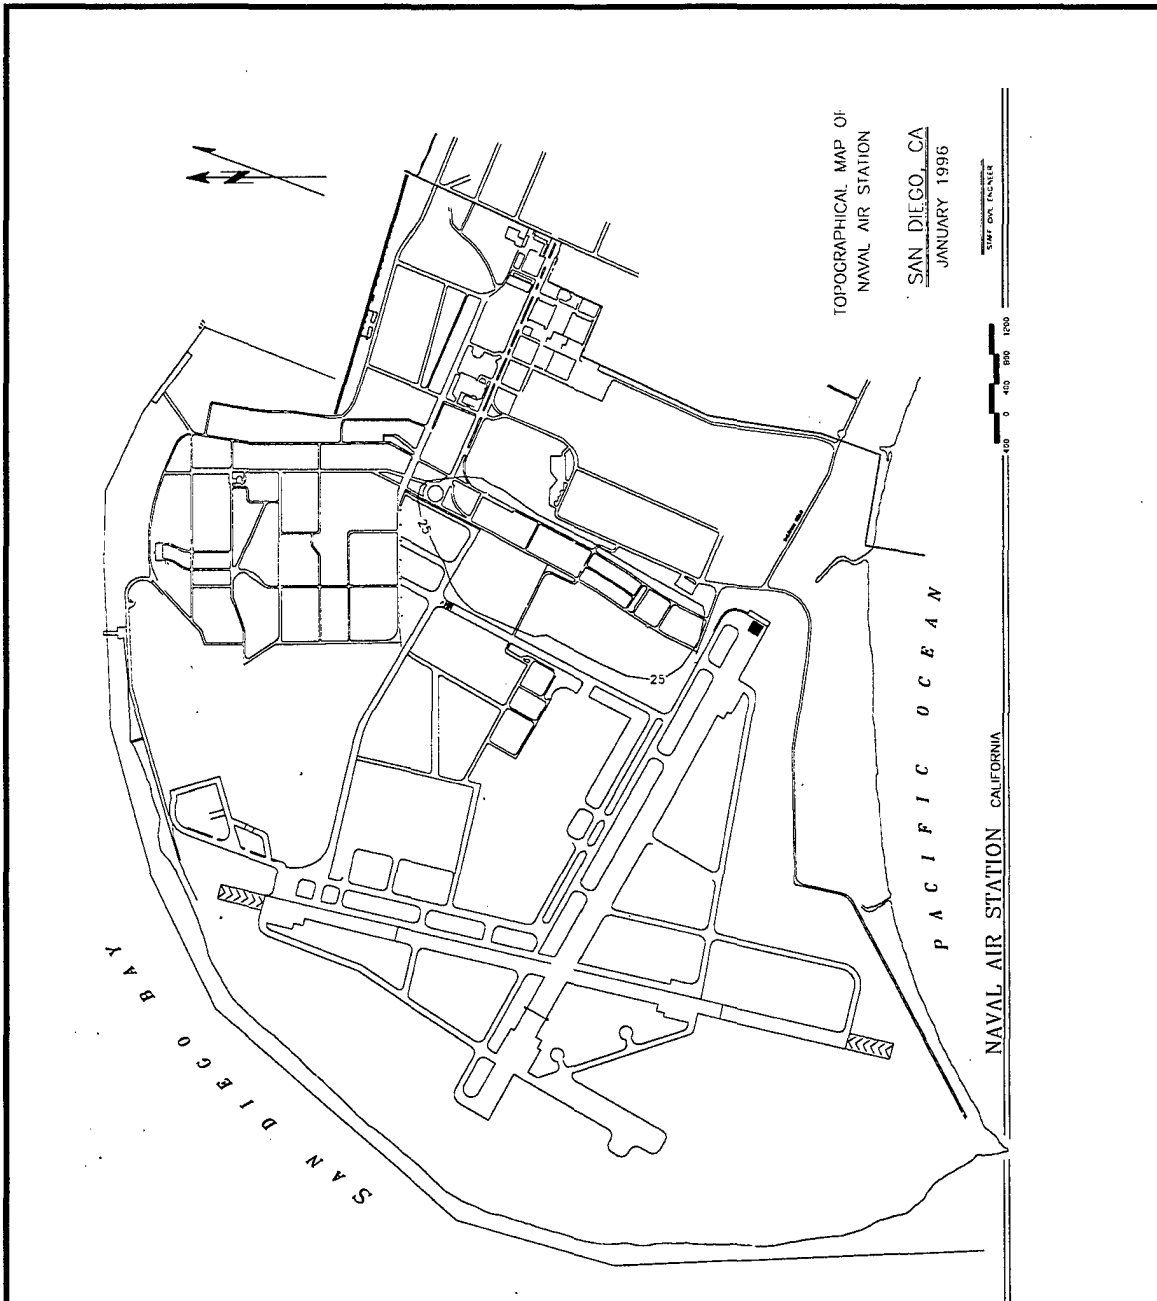 TOPOGRAPHICAL MAP OF
NAVAL AIR STATION
SAN DIEGO, CA
JANUARY 1996
STAFF CIVIL ENGINEER
400 0 400 800 1200
NAVAL AIR STATION CALIFORNIA
PACIFIC OCEAN
SAN DIEGO BAY
25
25